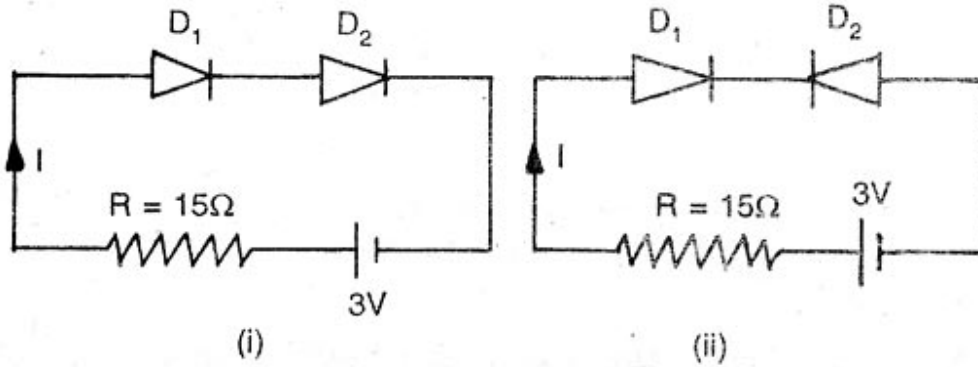 D₁ D₂
I
R = 15Ω
3V
(i)
D₁ D₂
I
R = 15Ω
3V
(ii)